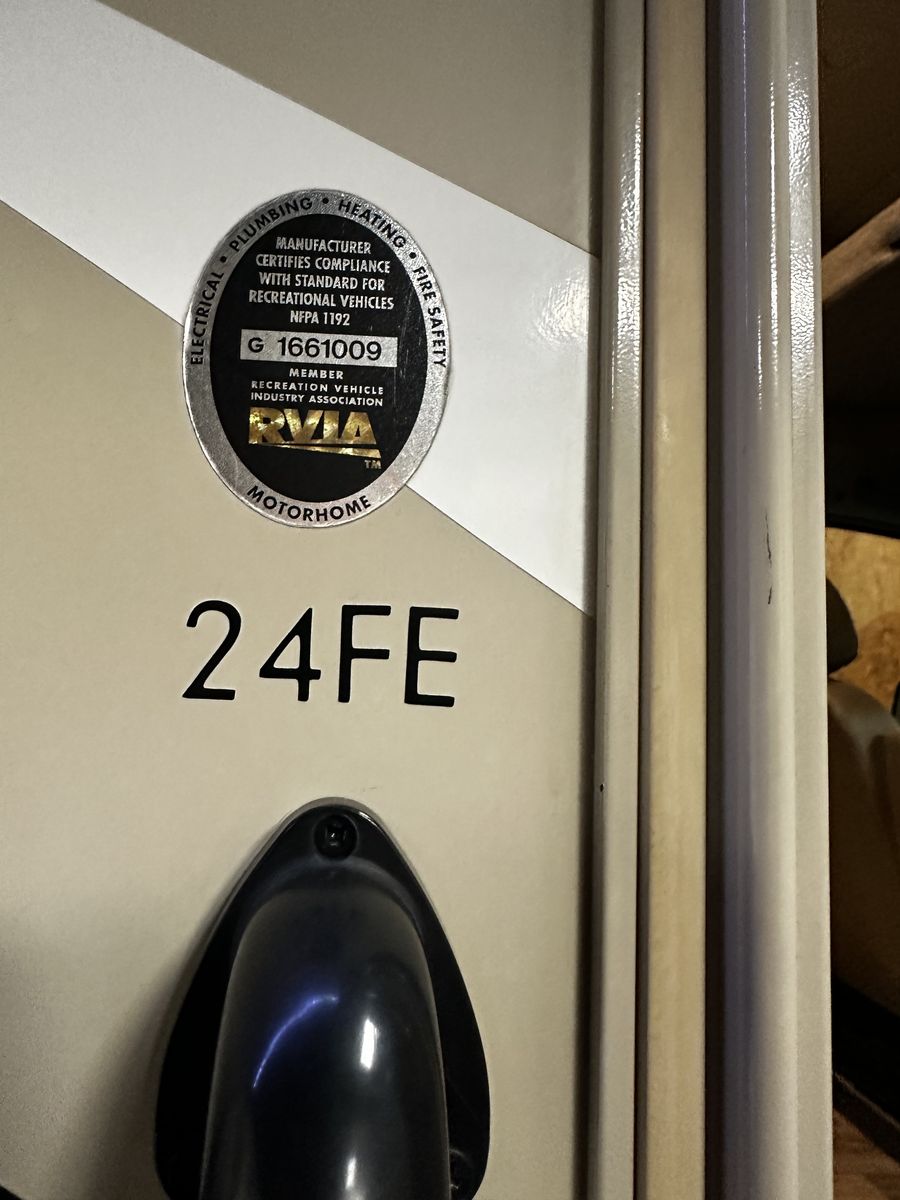 ELECTRICAL • PLUMBING • HEATING • FIRE SAFETY
MANUFACTURER
CERTIFIES COMPLIANCE
WITH STANDARD FOR
RECREATIONAL VEHICLES
NFPA 1192
G 1661009
MEMBER
RECREATION VEHICLE
INDUSTRY ASSOCIATION
RVIA
TM
MOTORHOME
24FE